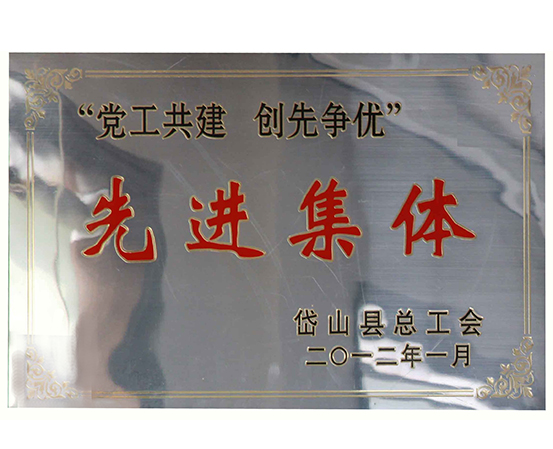 “党工共建 创先争优”
先进集体
岱山县总工会
二〇一二年一月